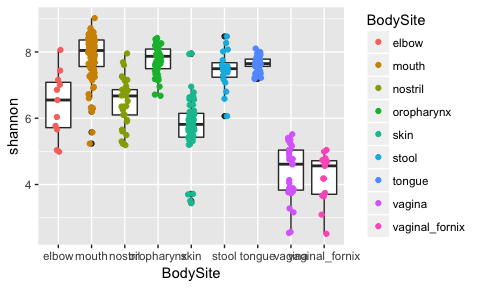 BodySite
elbow
mouth
nostril
oropharynx
skin
stool
tongue
vagina
vaginal_fornix
8
6
4
shannon
elbow mouth nostril oropharynx skin stool tongue vagina vaginal_fornix
BodySite